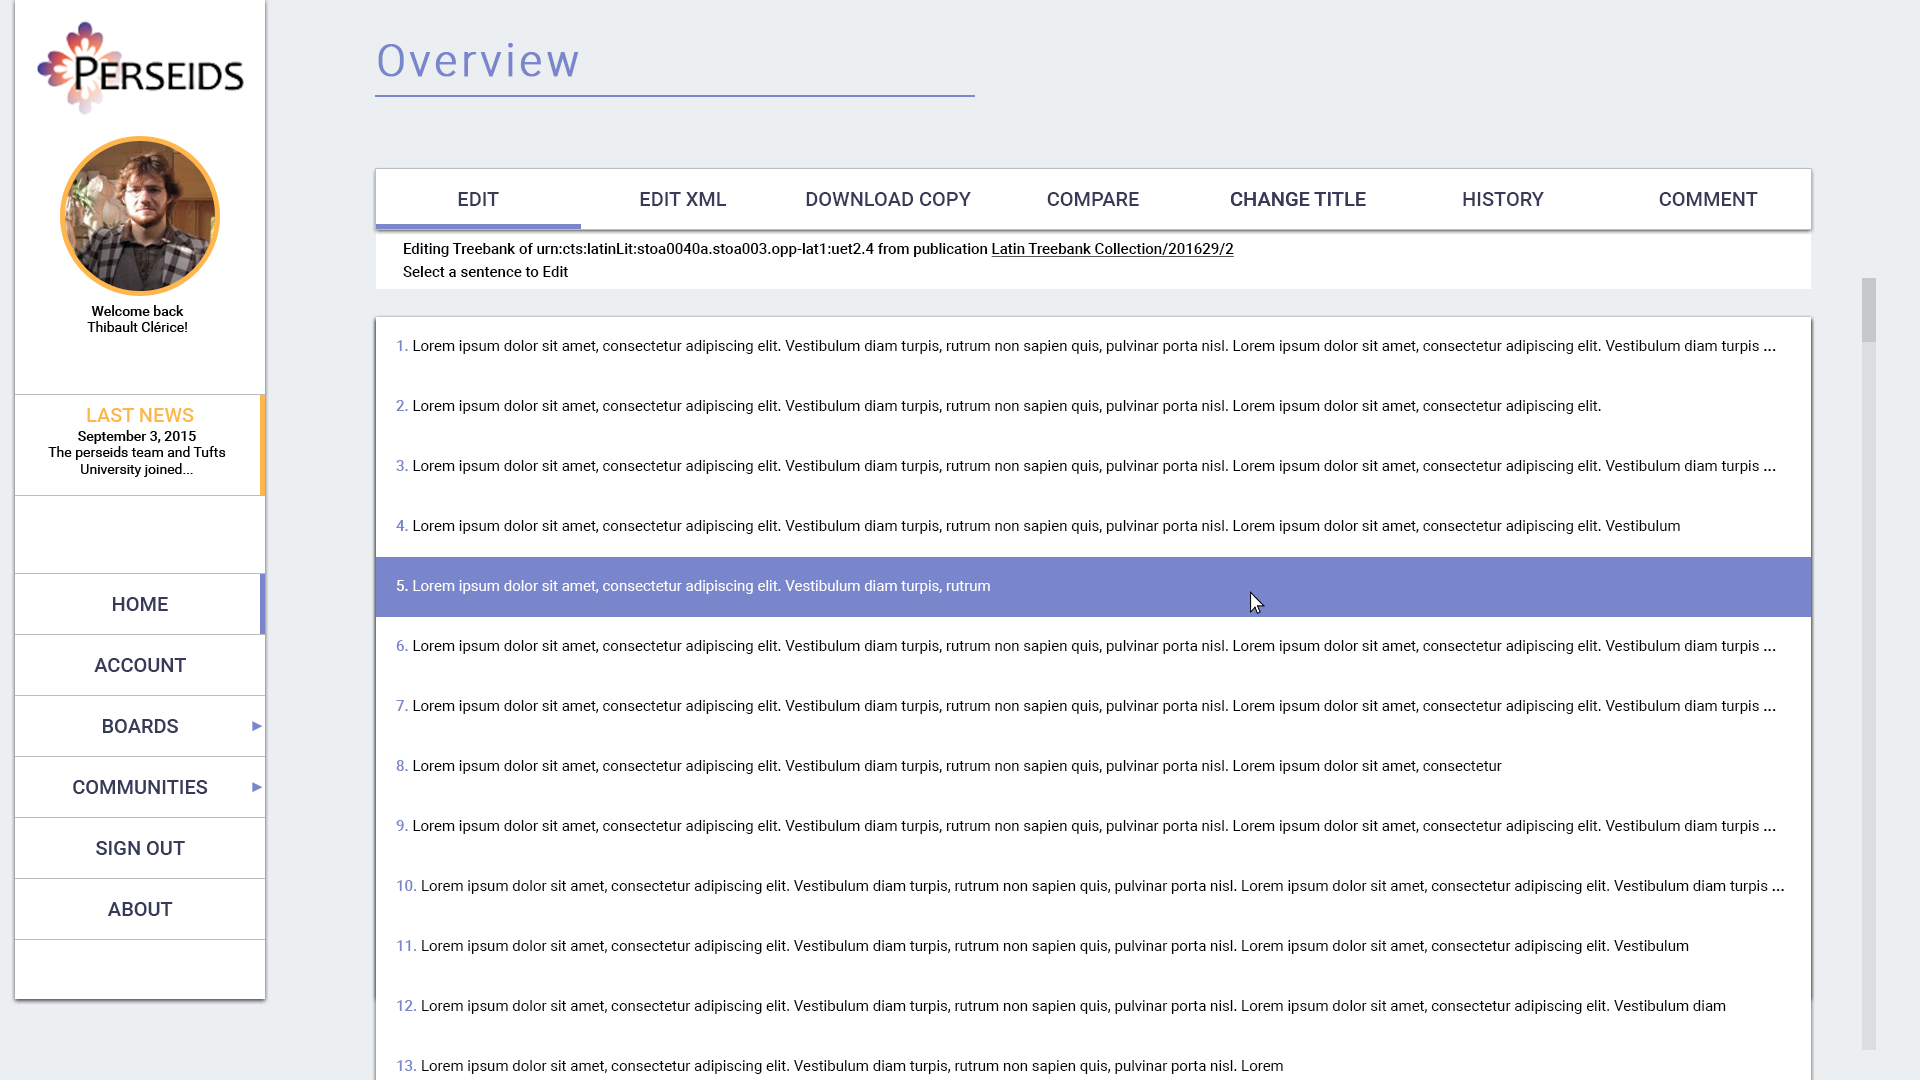 PERSEIDS
Welcome back
Thibault Clérice!
LAST NEWS
September 3, 2015
The perseids team and Tufts
University joined...
HOME
ACCOUNT
BOARDS
COMMUNITIES
SIGN OUT
ABOUT
Overview
EDIT EDIT XML DOWNLOAD COPY COMPARE CHANGE TITLE HISTORY COMMENT
Editing Treebank of urn:cts:latinLit:stoa0040a.stoa003.opp-lat1:uet2.4 from publication Latin Treebank Collection/201629/2
Select a sentence to Edit
1. Lorem ipsum dolor sit amet, consectetur adipiscing elit. Vestibulum diam turpis, rutrum non sapien quis, pulvinar porta nisl. Lorem ipsum dolor sit amet, consectetur adipiscing elit. Vestibulum diam turpis ...
2. Lorem ipsum dolor sit amet, consectetur adipiscing elit. Vestibulum diam turpis, rutrum non sapien quis, pulvinar porta nisl. Lorem ipsum dolor sit amet, consectetur adipiscing elit.
3. Lorem ipsum dolor sit amet, consectetur adipiscing elit. Vestibulum diam turpis, rutrum non sapien quis, pulvinar porta nisl. Lorem ipsum dolor sit amet, consectetur adipiscing elit. Vestibulum diam turpis ...
4. Lorem ipsum dolor sit amet, consectetur adipiscing elit. Vestibulum diam turpis, rutrum non sapien quis, pulvinar porta nisl. Lorem ipsum dolor sit amet, consectetur adipiscing elit. Vestibulum
5. Lorem ipsum dolor sit amet, consectetur adipiscing elit. Vestibulum diam turpis, rutrum
6. Lorem ipsum dolor sit amet, consectetur adipiscing elit. Vestibulum diam turpis, rutrum non sapien quis, pulvinar porta nisl. Lorem ipsum dolor sit amet, consectetur adipiscing elit. Vestibulum diam turpis ...
7. Lorem ipsum dolor sit amet, consectetur adipiscing elit. Vestibulum diam turpis, rutrum non sapien quis, pulvinar porta nisl. Lorem ipsum dolor sit amet, consectetur adipiscing elit. Vestibulum diam turpis ...
8. Lorem ipsum dolor sit amet, consectetur adipiscing elit. Vestibulum diam turpis, rutrum non sapien quis, pulvinar porta nisl. Lorem ipsum dolor sit amet, consectetur
9. Lorem ipsum dolor sit amet, consectetur adipiscing elit. Vestibulum diam turpis, rutrum non sapien quis, pulvinar porta nisl. Lorem ipsum dolor sit amet, consectetur adipiscing elit. Vestibulum diam turpis ...
10. Lorem ipsum dolor sit amet, consectetur adipiscing elit. Vestibulum diam turpis, rutrum non sapien quis, pulvinar porta nisl. Lorem ipsum dolor sit amet, consectetur adipiscing elit. Vestibulum diam turpis ...
11. Lorem ipsum dolor sit amet, consectetur adipiscing elit. Vestibulum diam turpis, rutrum non sapien quis, pulvinar porta nisl. Lorem ipsum dolor sit amet, consectetur adipiscing elit. Vestibulum
12. Lorem ipsum dolor sit amet, consectetur adipiscing elit. Vestibulum diam turpis, rutrum non sapien quis, pulvinar porta nisl. Lorem ipsum dolor sit amet, consectetur adipiscing elit. Vestibulum diam
13. Lorem ipsum dolor sit amet, consectetur adipiscing elit. Vestibulum diam turpis, rutrum non sapien quis, pulvinar porta nisl. Lorem